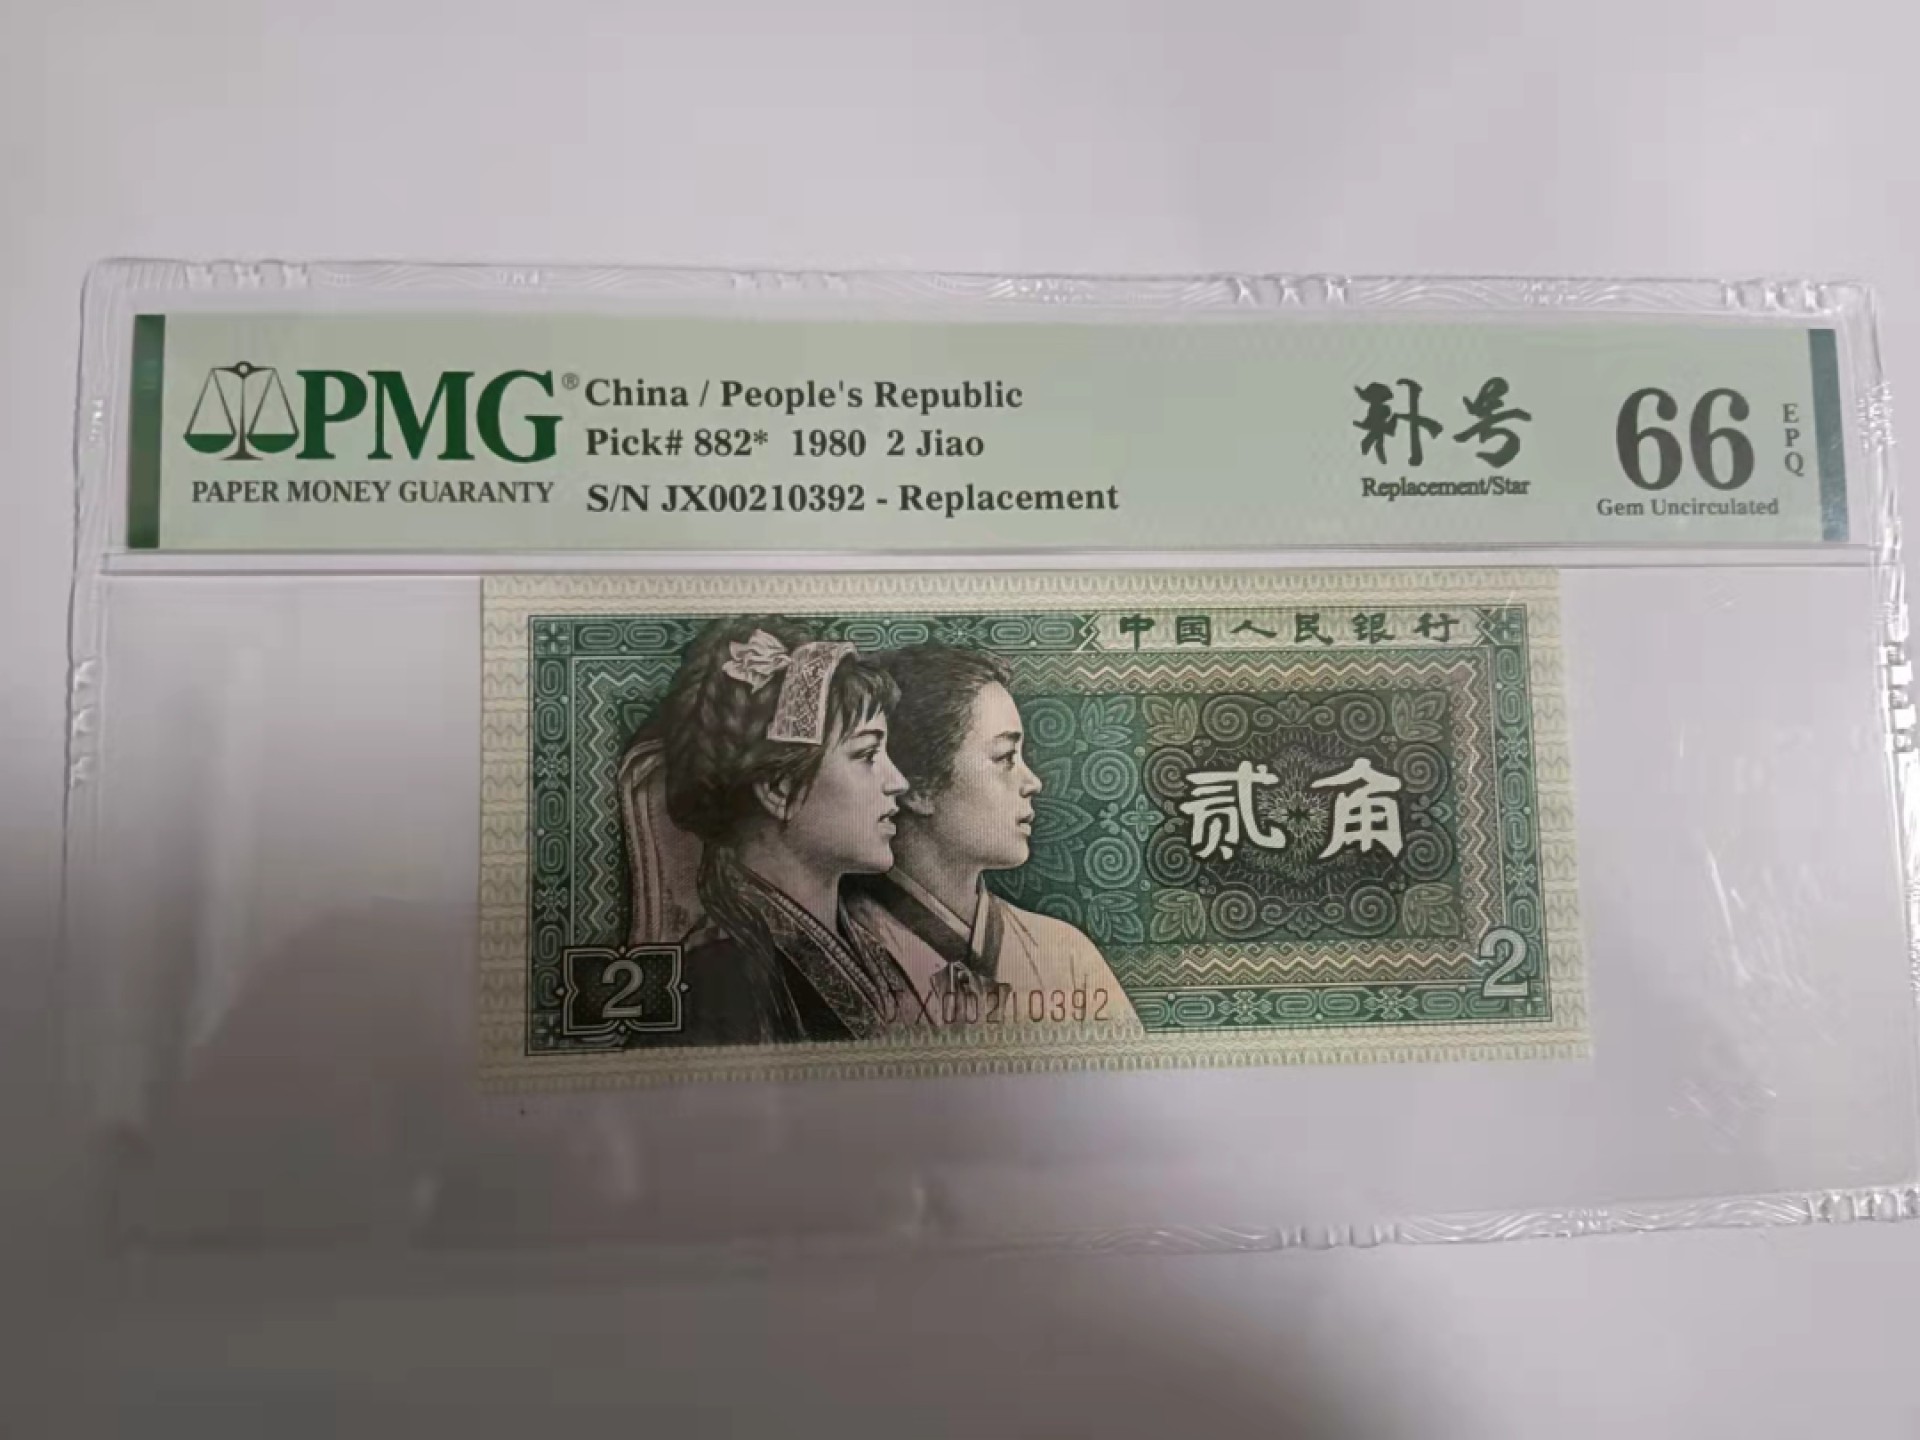 PMG®
PAPER MONEY GUARANTY
China / People's Republic
Pick# 882* 1980 2 Jiao
S/N JX00210392 - Replacement
补号
Replacement/Star
66
EPQ
Gem Uncirculated
中国人民银行
贰角
2
2
JX00210392